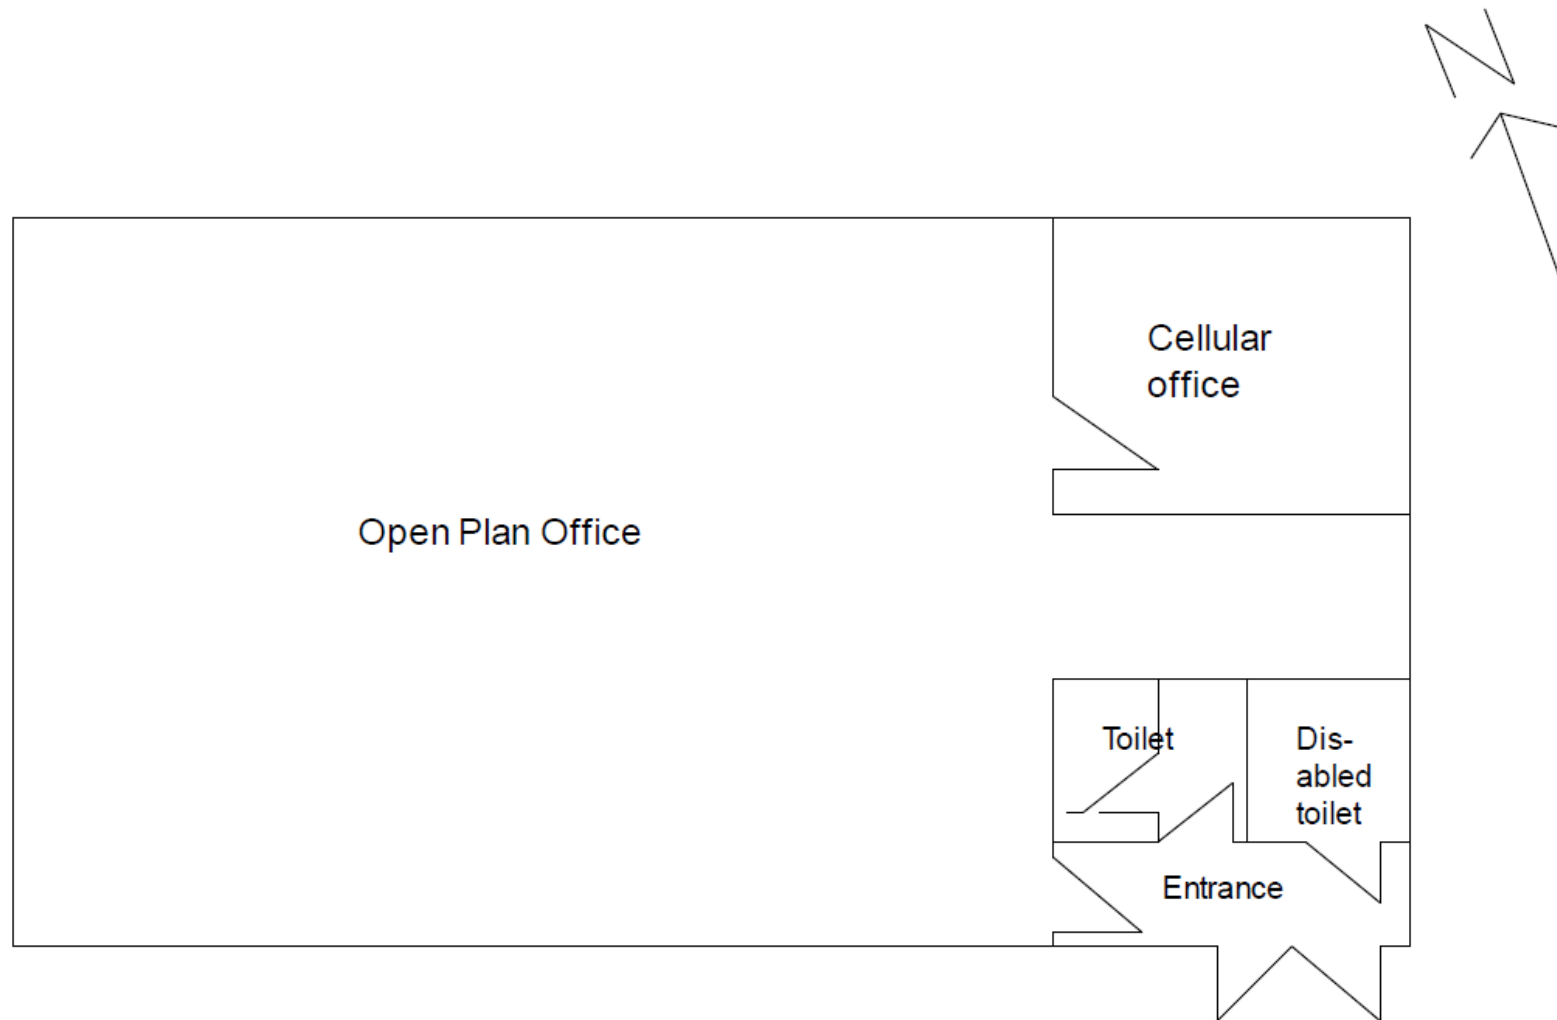 N
Cellular
office
Open Plan Office
Toilet
Dis-
abled
toilet
Entrance